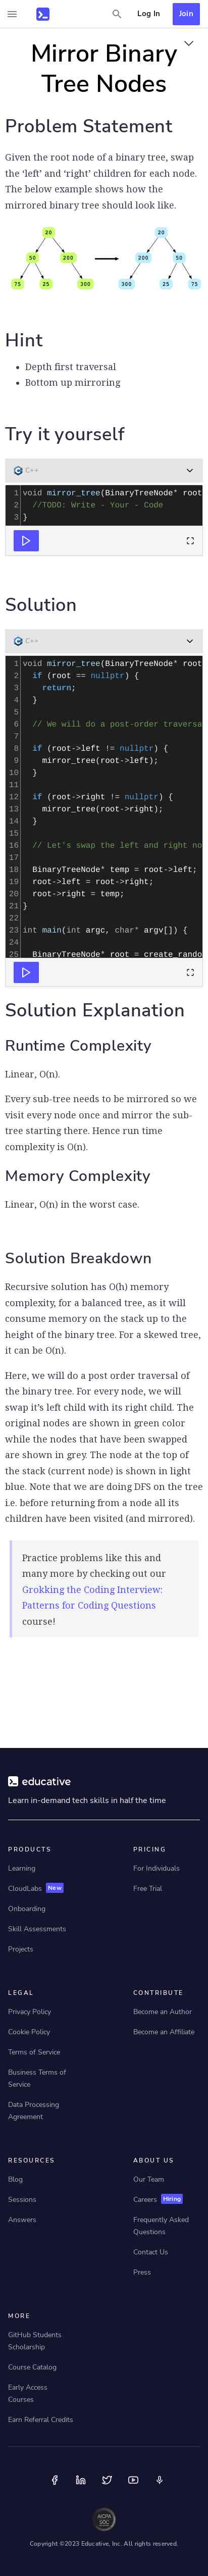 Log In
Join
Mirror Binary
Tree Nodes
Problem Statement
Given the root node of a binary tree, swap
the ‘left’ and ‘right’ children for each node.
The below example shows how the
mirrored binary tree should look like.
20
50
200
75
25
300
20
200
50
300
25
75
Hint
• Depth first traversal
• Bottom up mirroring
Try it yourself
C++
1 void mirror_tree(BinaryTreeNode* root
2 //TODO: Write - Your - Code
3 }
Solution
C++
1 void mirror_tree(BinaryTreeNode* root
2 if (root == nullptr) {
3 return;
4 }
5
6 // We will do a post-order traversa
7
8 if (root->left != nullptr) {
9 mirror_tree(root->left);
10 }
11
12 if (root->right != nullptr) {
13 mirror_tree(root->right);
14 }
15
16 // Let's swap the left and right no
17
18 BinaryTreeNode* temp = root->left;
19 root->left = root->right;
20 root->right = temp;
21 }
22
23 int main(int argc, char* argv[]) {
24
25 BinaryTreeNode* root = create_rando
Solution Explanation
Runtime Complexity
Linear, O(n).
Every sub-tree needs to be mirrored so we
visit every node once and mirror the sub-
tree starting there. Hence run time
complexity is O(n).
Memory Complexity
Linear, O(n) in the worst case.
Solution Breakdown
Recursive solution has O(h) memory
complexity, for a balanced tree, as it will
consume memory on the stack up to the
height of the binary tree. For a skewed tree,
it can be O(n).
Here, we will do a post order traversal of
the binary tree. For every node, we will
swap it’s left child with its right child. The
original nodes are shown in green color
while the nodes that have been swapped
are shown in grey. The node at the top of
the stack (current node) is shown in light
blue. Note that we are doing DFS on the tree
i.e. before returning from a node all its
children have been visited (and mirrored).
Practice problems like this and
many more by checking out our
Grokking the Coding Interview:
Patterns for Coding Questions
course!
educative
Learn in-demand tech skills in half the time
PRODUCTS
Learning
CloudLabs New
Onboarding
Skill Assessments
Projects
PRICING
For Individuals
Free Trial
LEGAL
Privacy Policy
Cookie Policy
Terms of Service
Business Terms of
Service
Data Processing
Agreement
CONTRIBUTE
Become an Author
Become an Affiliate
RESOURCES
Blog
Sessions
Answers
ABOUT US
Our Team
Careers Hiring
Frequently Asked
Questions
Contact Us
Press
MORE
GitHub Students
Scholarship
Course Catalog
Early Access
Courses
Earn Referral Credits
AICPA
SOC
Copyright ©2023 Educative, Inc. All rights reserved.